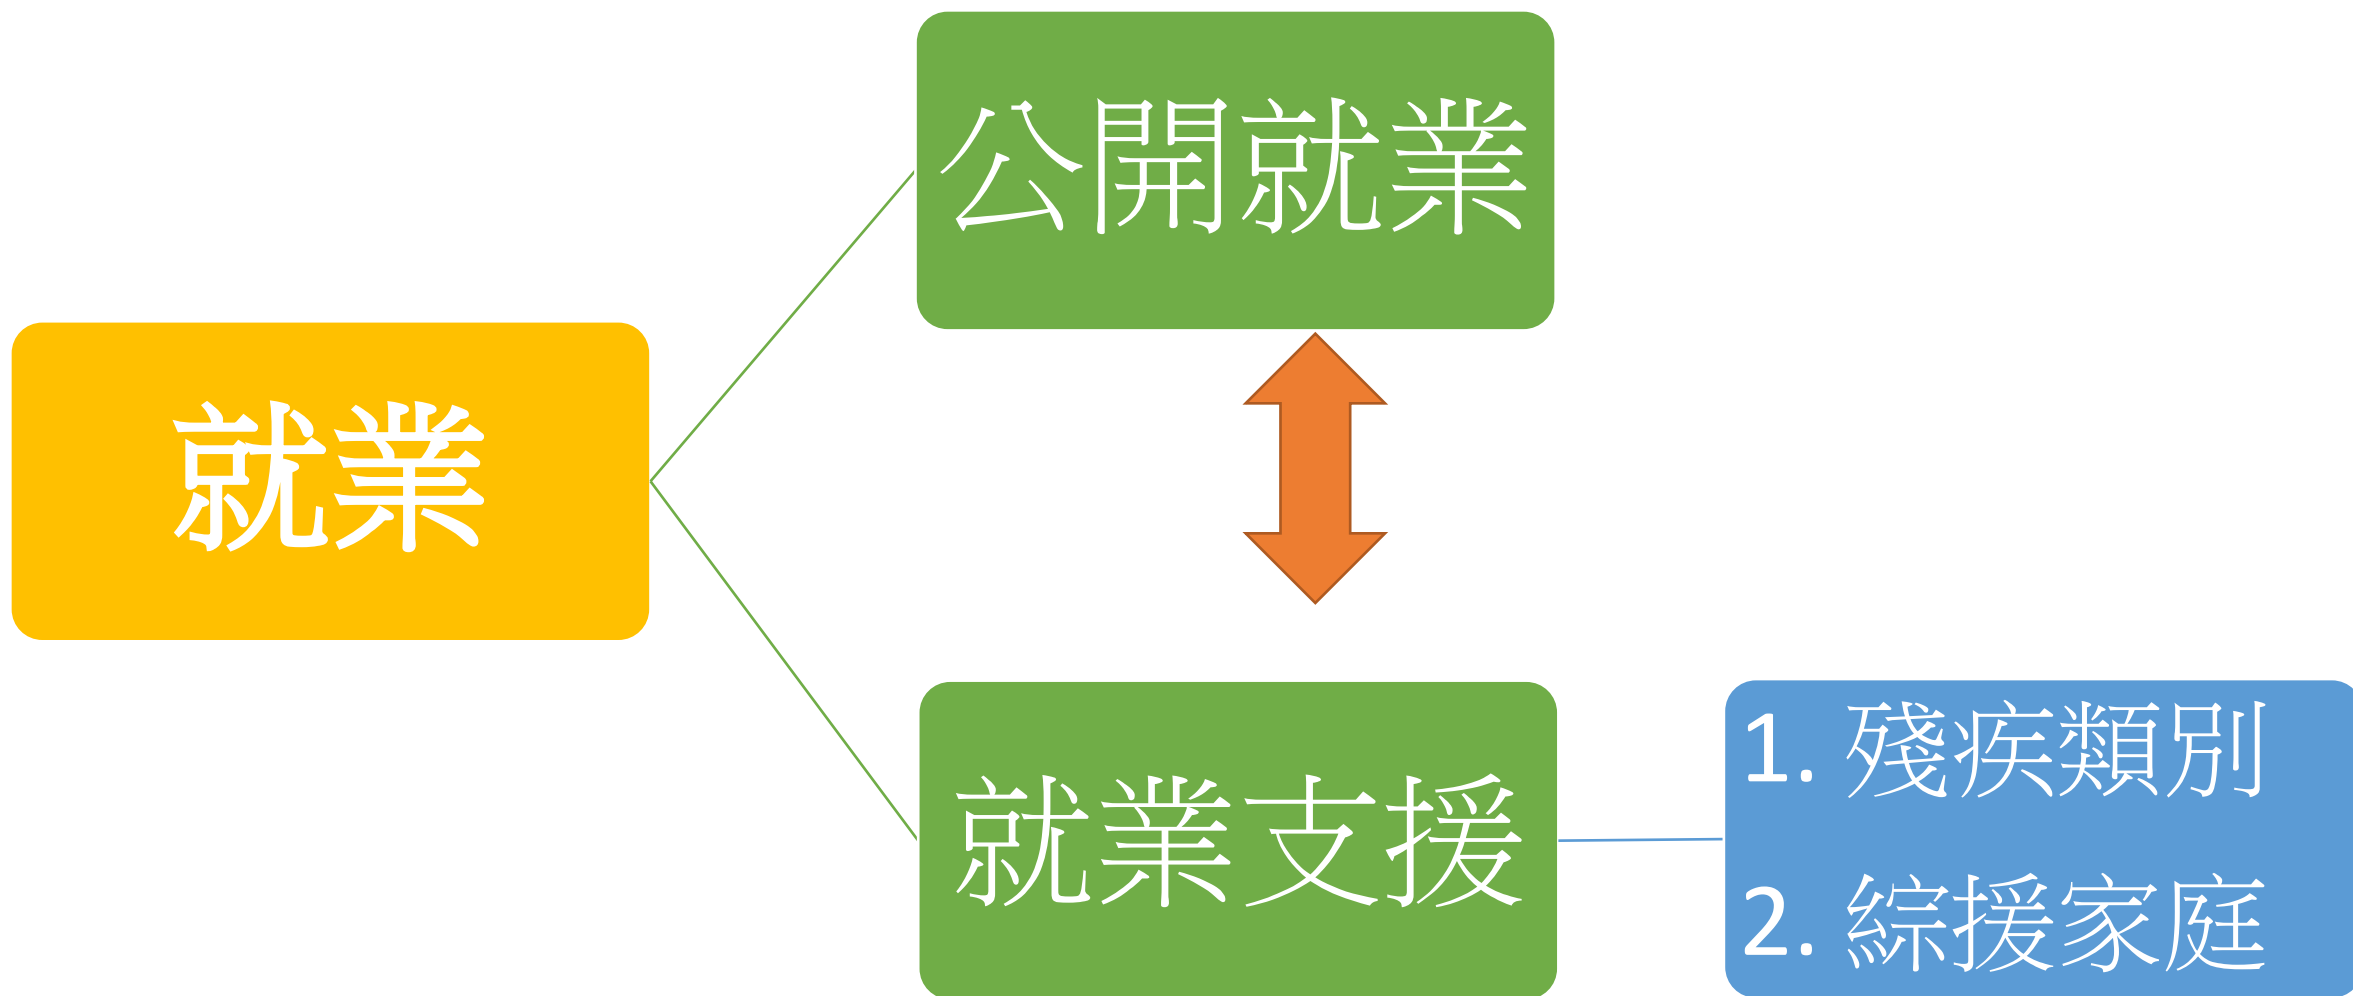 公開就業
就業
就業支援
1. 殘疾類別
2. 綜援家庭